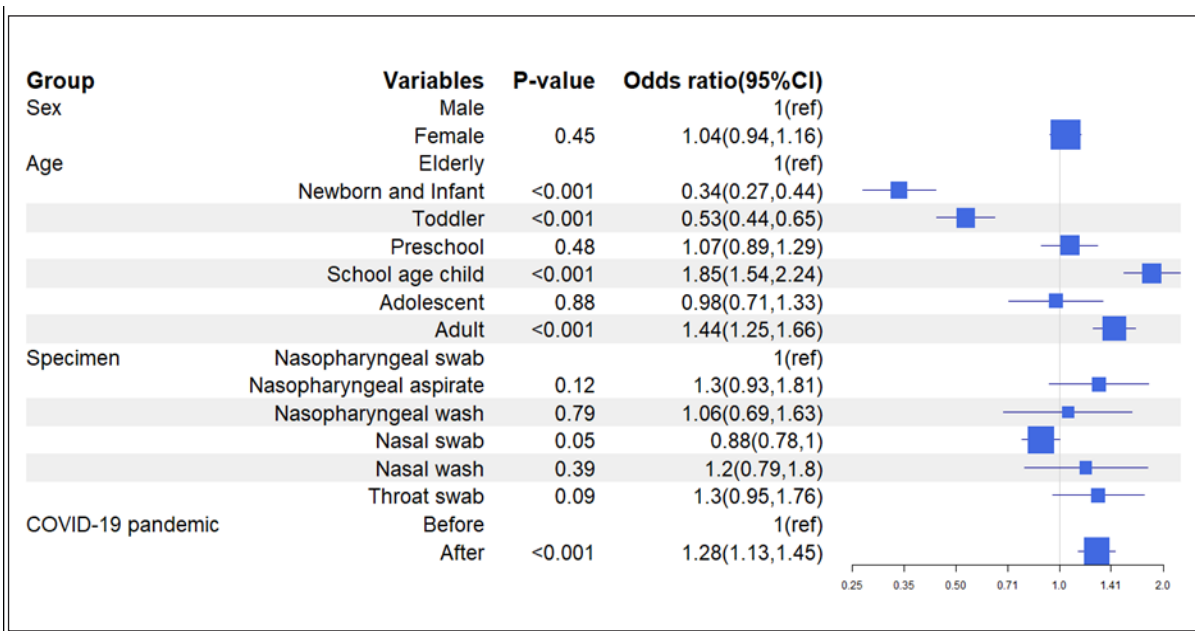 Group Variables P-value Odds ratio(95%CI)
Sex Male 1(ref)
Female 0.45 1.04(0.94,1.16)
Age Elderly 1(ref)
Newborn and Infant <0.001 0.34(0.27,0.44)
Toddler <0.001 0.53(0.44,0.65)
Preschool 0.48 1.07(0.89,1.29)
School age child <0.001 1.85(1.54,2.24)
Adolescent 0.88 0.98(0.71,1.33)
Adult <0.001 1.44(1.25,1.66)
Specimen Nasopharyngeal swab 1(ref)
Nasopharyngeal aspirate 0.12 1.3(0.93,1.81)
Nasopharyngeal wash 0.79 1.06(0.69,1.63)
Nasal swab 0.05 0.88(0.78,1)
Nasal wash 0.39 1.2(0.79,1.8)
Throat swab 0.09 1.3(0.95,1.76)
COVID-19 pandemic Before 1(ref)
After <0.001 1.28(1.13,1.45)
0.25 0.35 0.50 0.71 1.0 1.41 2.0